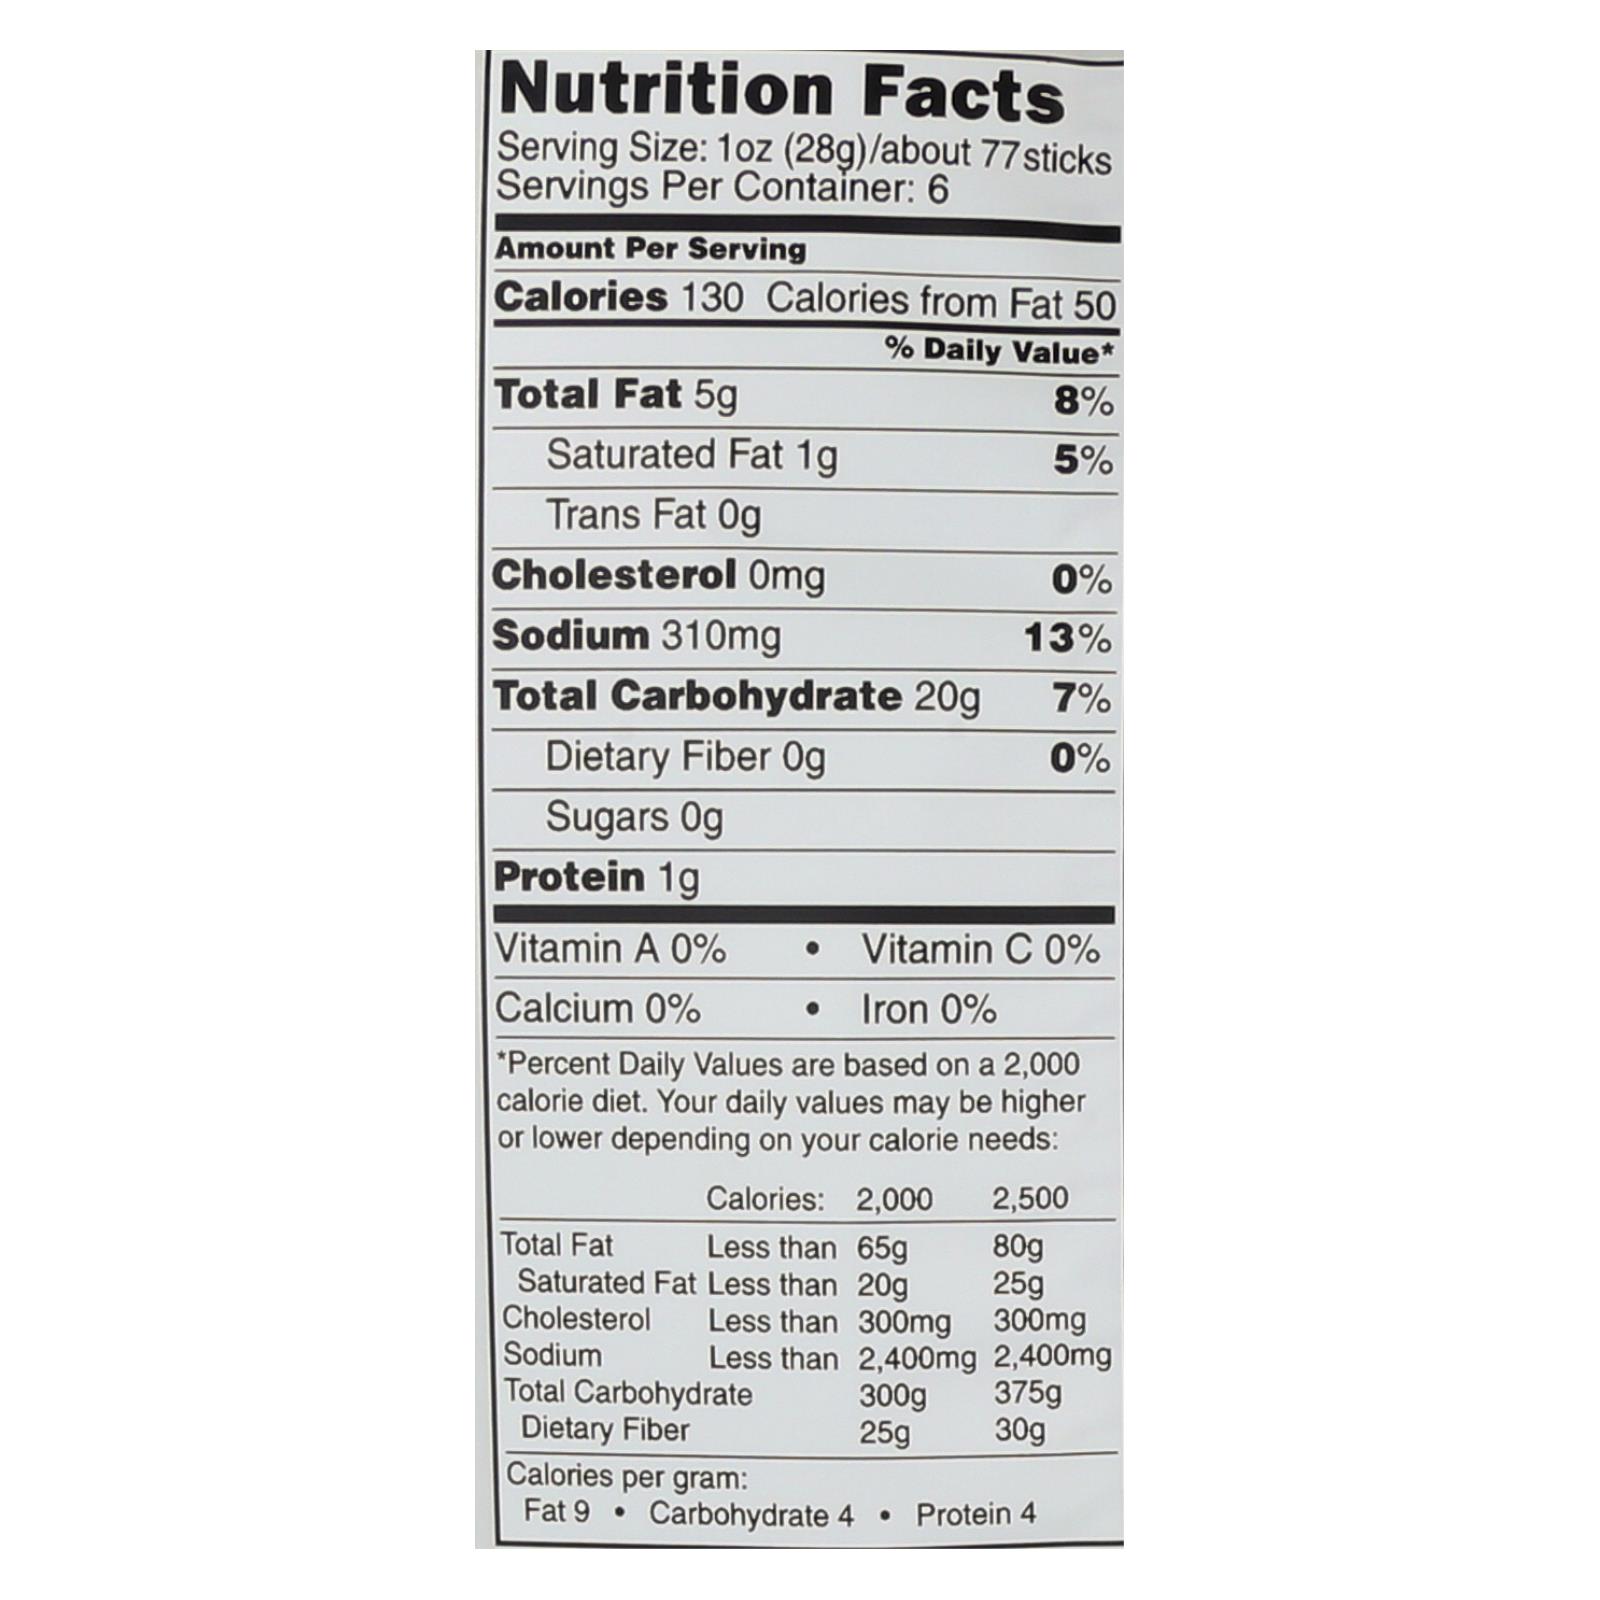 Nutrition Facts
Serving Size: 1oz (28g)/about 77 sticks
Servings Per Container: 6
Amount Per Serving
Calories 130 Calories from Fat 50
% Daily Value*
Total Fat 5g 8%
Saturated Fat 1g 5%
Trans Fat 0g
Cholesterol 0mg 0%
Sodium 310mg 13%
Total Carbohydrate 20g 7%
Dietary Fiber 0g 0%
Sugars 0g
Protein 1g
Vitamin A 0% • Vitamin C 0%
Calcium 0% • Iron 0%
*Percent Daily Values are based on a 2,000
calorie diet. Your daily values may be higher
or lower depending on your calorie needs:
Calories: 2,000 2,500
Total Fat Less than 65g 80g
Saturated Fat Less than 20g 25g
Cholesterol Less than 300mg 300mg
Sodium Less than 2,400mg 2,400mg
Total Carbohydrate 300g 375g
Dietary Fiber 25g 30g
Calories per gram:
Fat 9 • Carbohydrate 4 • Protein 4